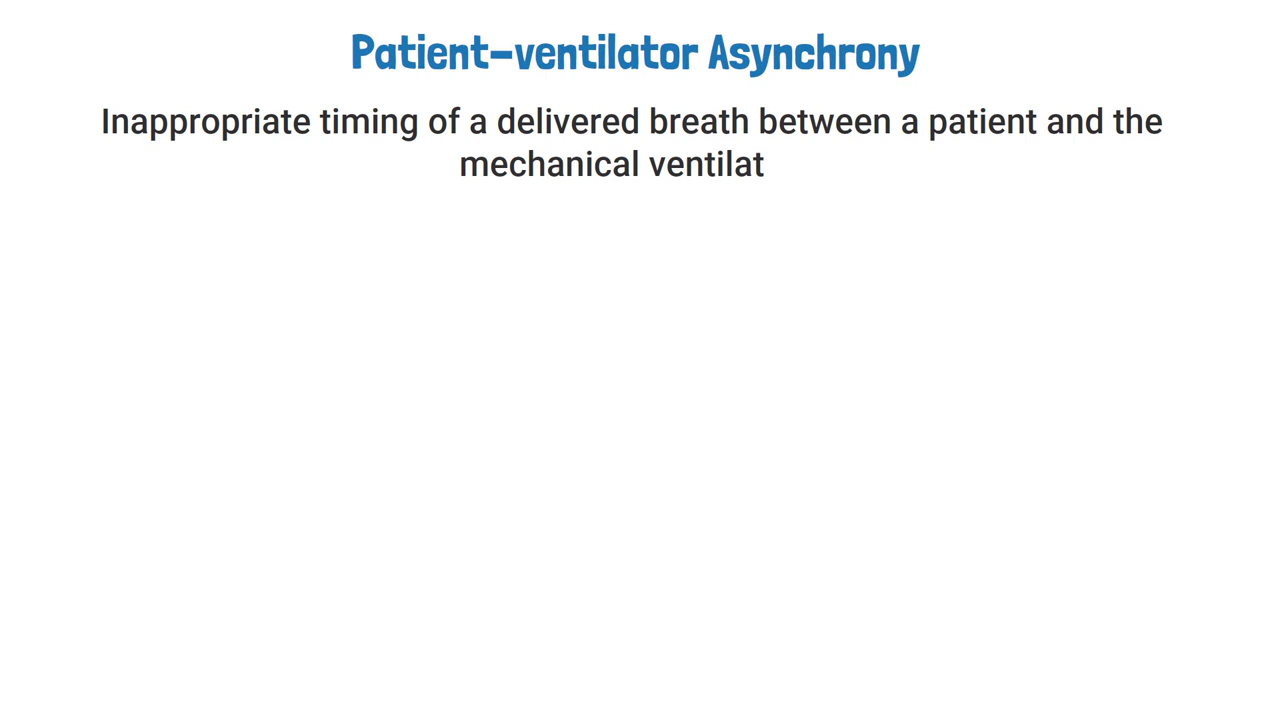 Patient-ventilator Asynchrony
Inappropriate timing of a delivered breath between a patient and the
mechanical ventilat